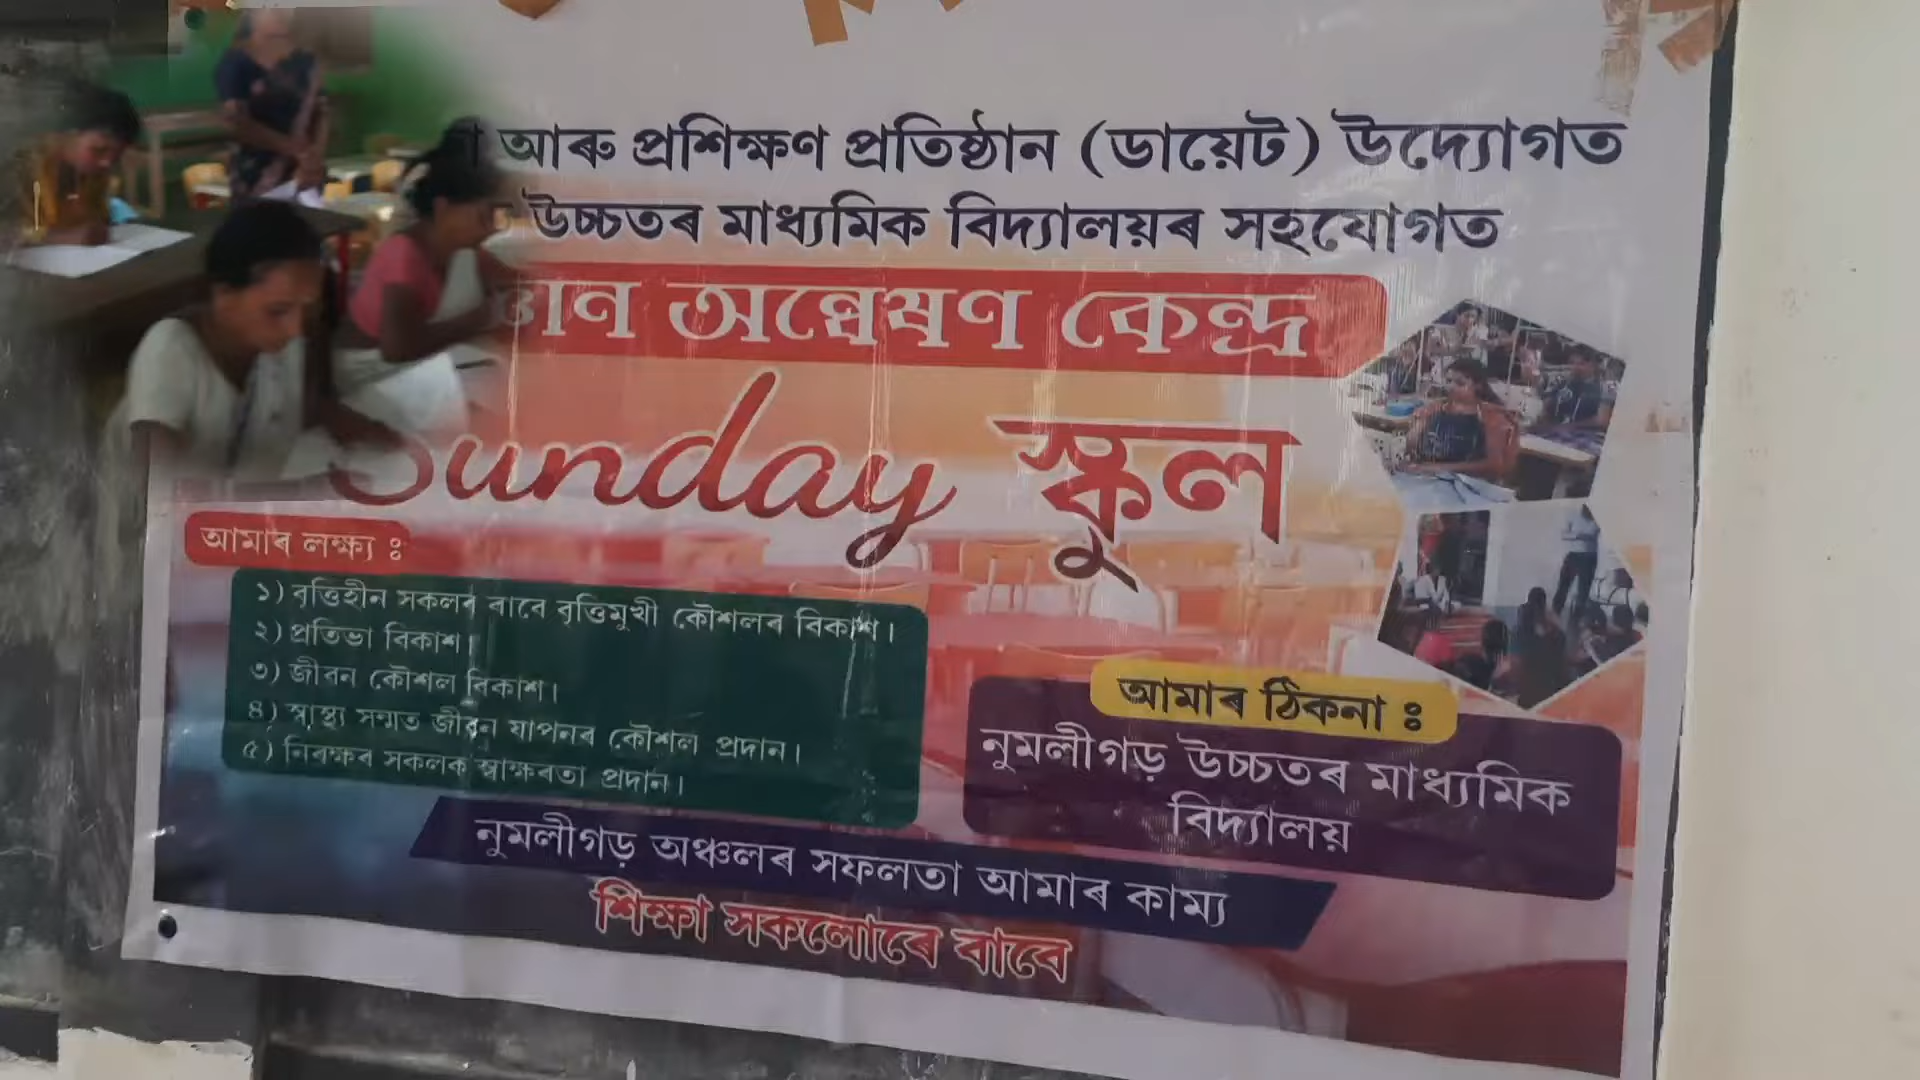 আৰু প্ৰশিক্ষণ প্ৰতিষ্ঠান (ডায়েট) উদ্যোগত
উচ্চতৰ মাধ্যমিক বিদ্যালয়ৰ সহযোগত
অন্বেষণ কেন্দ্ৰ
Sunday স্কুল
আমাৰ লক্ষ্য ঃ
১) বৃত্তিহীন সকলৰ বাবে বৃত্তিমুখী কৌশলৰ বিকাশ।
২) প্ৰতিভা বিকাশ।
৩) জীৱন কৌশল বিকাশ।
৪) স্বাস্থ্য সন্মত জীৱন যাপনৰ কৌশল প্ৰদান।
৫) নিৰক্ষৰ সকলক স্বাক্ষৰতা প্ৰদান।
আমাৰ ঠিকনা ঃ
নুমলীগড় উচ্চতৰ মাধ্যমিক
বিদ্যালয়
নুমলীগড় অঞ্চলৰ সফলতা আমাৰ কাম্য
শিক্ষা সকলোৰে বাবে